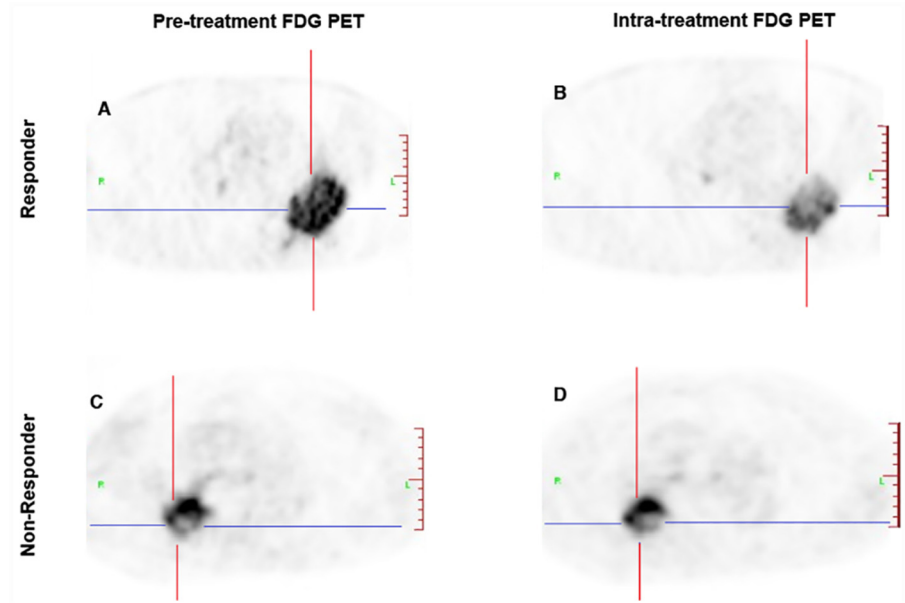 Pre-treatment FDG PET
Intra-treatment FDG PET
Responder
A
R
L
B
R
L
Non-Responder
C
R
L
D
R
L